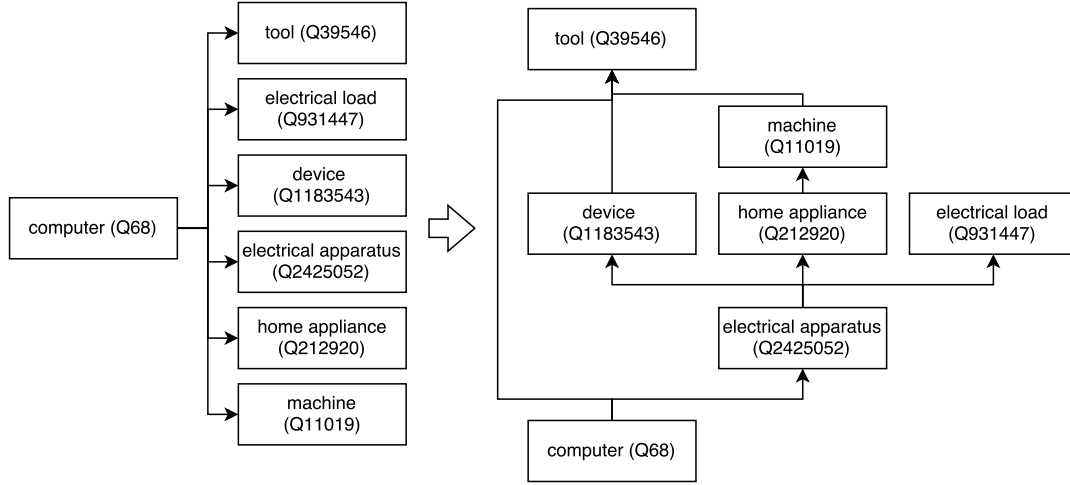 tool (Q39546)
electrical load
(Q931447)
device
(Q1183543)
computer (Q68)
electrical apparatus
(Q2425052)
home appliance
(Q212920)
machine
(Q11019)
tool (Q39546)
machine
(Q11019)
device
(Q1183543)
home appliance
(Q212920)
electrical load
(Q931447)
electrical apparatus
(Q2425052)
computer (Q68)